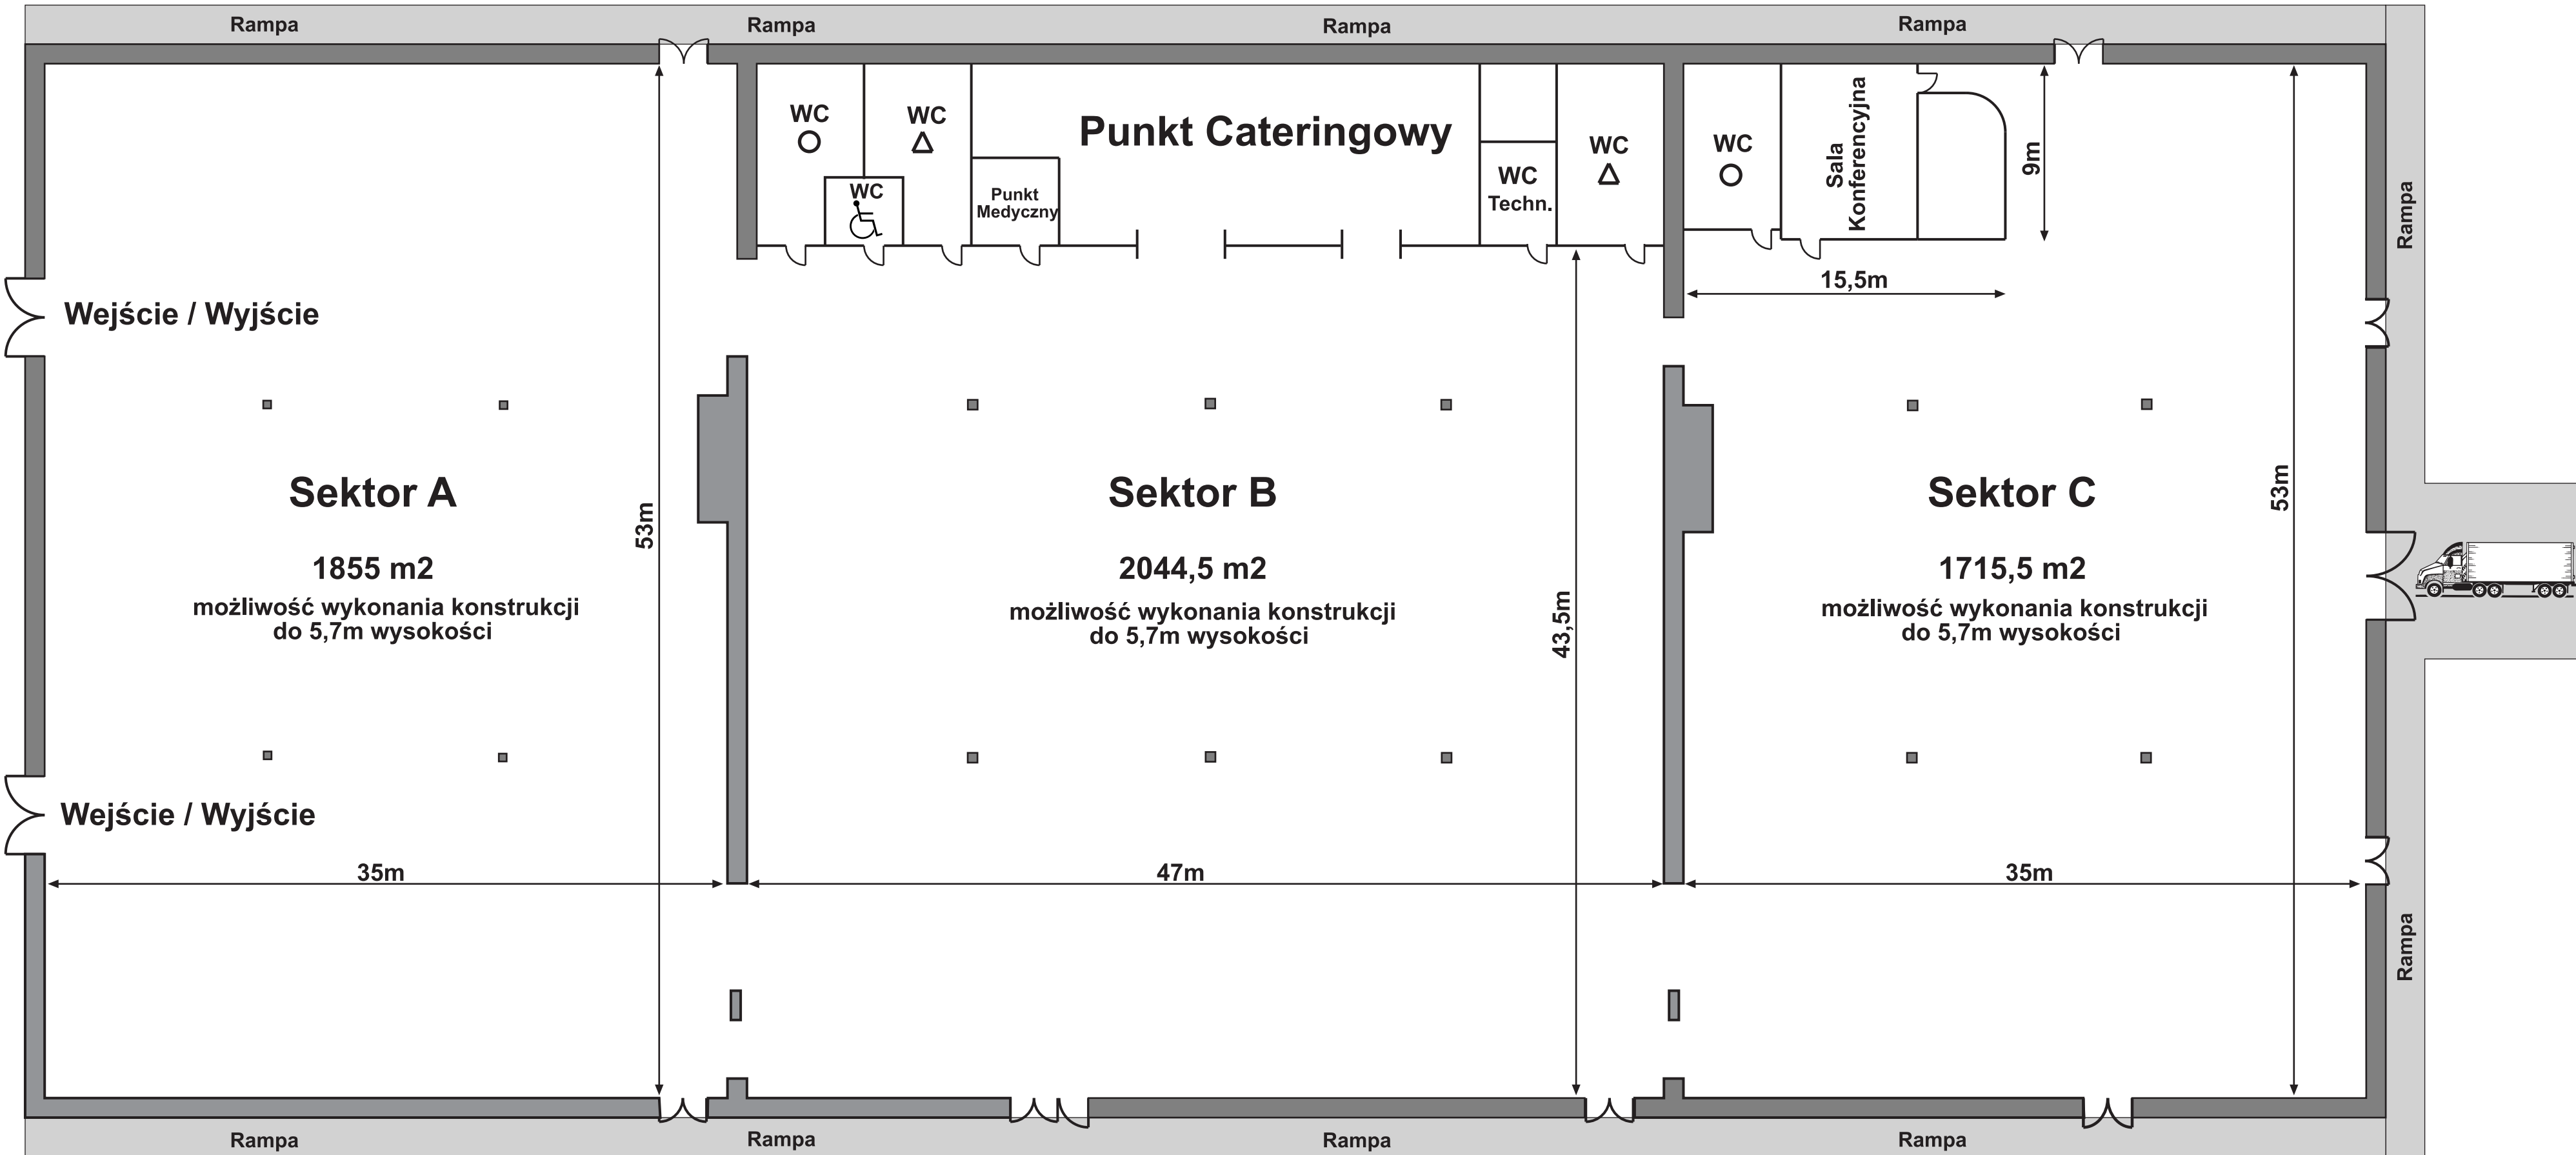 Rampa
Rampa
Rampa
Rampa
WC
WC
WC
Punkt
Medyczny
Punkt Cateringowy
WC
Techn.
WC
WC
Sala
Konferencyjna
9m
15,5m
Rampa
Wejście / Wyjście
Sektor A
1855 m2
możliwość wykonania konstrukcji
do 5,7m wysokości
53m
Sektor B
2044,5 m2
możliwość wykonania konstrukcji
do 5,7m wysokości
43,5m
Sektor C
1715,5 m2
możliwość wykonania konstrukcji
do 5,7m wysokości
53m
Wejście / Wyjście
35m
47m
35m
Rampa
Rampa
Rampa
Rampa
Rampa